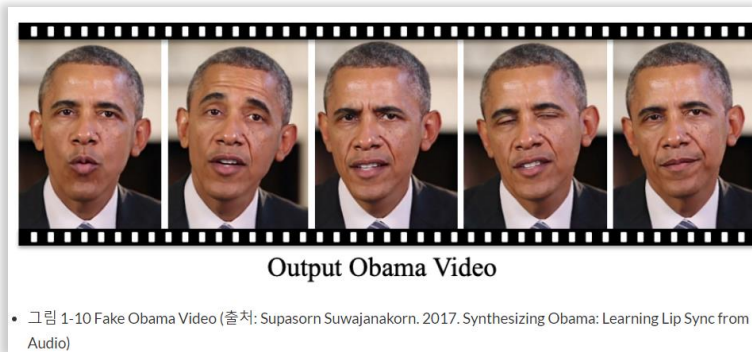 Output Obama Video
• 그림 1-10 Fake Obama Video (출처: Supasorn Suwajanakorn. 2017. Synthesizing Obama: Learning Lip Sync from
Audio)